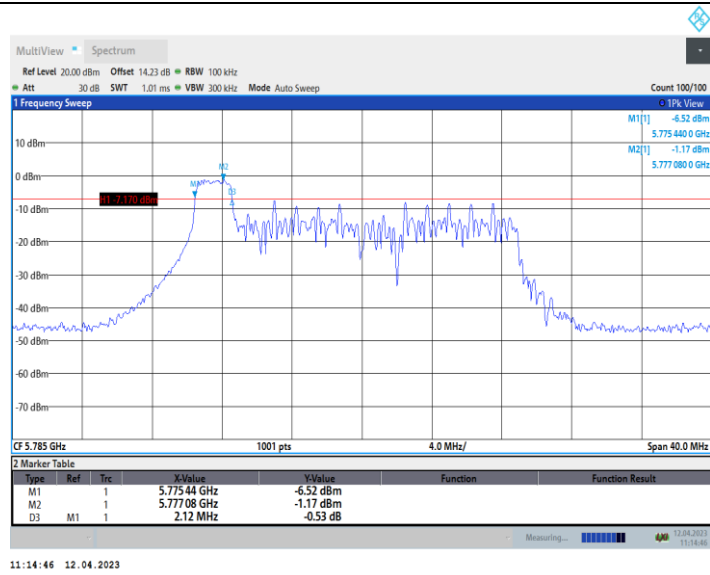 MultiView Spectrum
Ref Level 20.00 dBm Offset 14.23 dB RBW 100 kHz
Att 30 dB SWT 1.01 ms VBW 300 kHz Mode Auto Sweep Count 100/100
1 Frequency Sweep 1Pk View
M1[1] -6.52 dBm
5.775 440 0 GHz
M2[1] -1.17 dBm
5.777 080 0 GHz
10 dBm
M2
0 dBm
M1
D3
H1 -7.170 dBm
-10 dBm
-20 dBm
-30 dBm
-40 dBm
-50 dBm
-60 dBm
-70 dBm
CF 5.785 GHz 1001 pts 4.0 MHz/ Span 40.0 MHz
2 Marker Table
Type Ref Trc X-Value Y-Value Function Function Result
M1 1 5.775 44 GHz -6.52 dBm
M2 1 5.777 08 GHz -1.17 dBm
D3 M1 1 2.12 MHz -0.53 dB
Measuring... 12.04.2023
11:14:46
11:14:46 12.04.2023